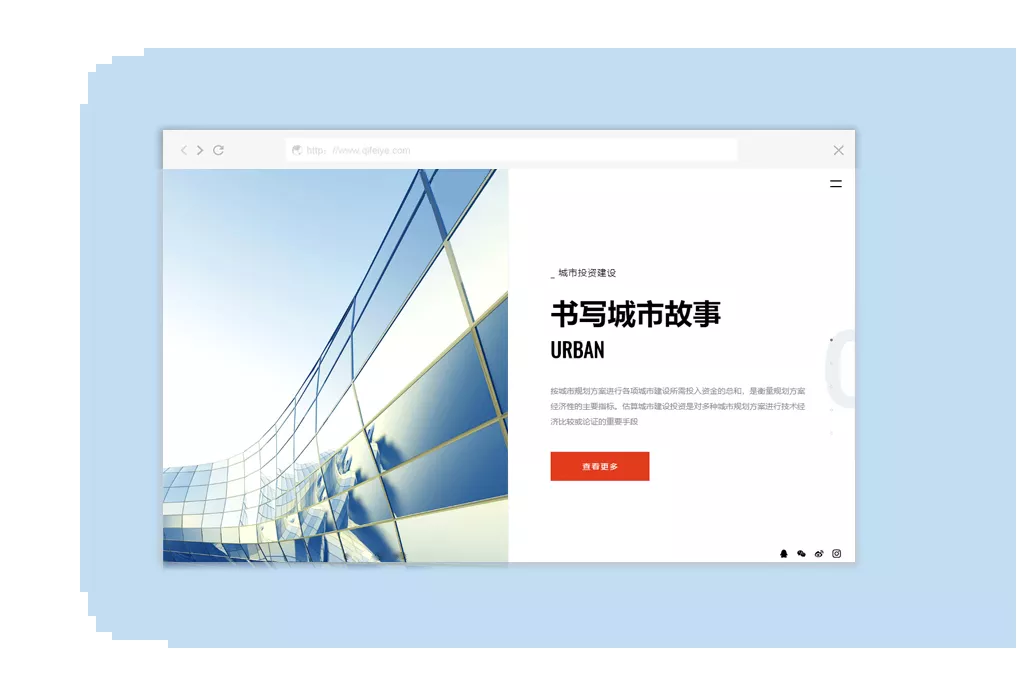 http: //www.qifeiye.com
_ 城市投资建设
书写城市故事
URBAN
按城市规划方案进行各项城市建设所需投入资金的总和，是衡量规划方案
经济性的主要指标。估算城市建设投资是对多种城市规划方案进行技术经
济比较或论证的重要手段
查看更多